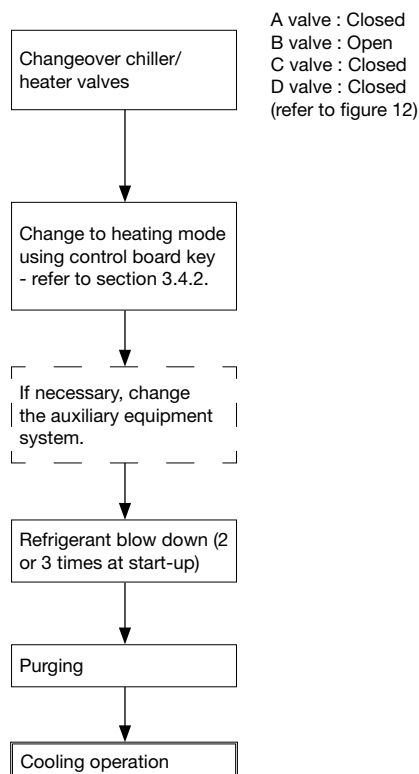 Changeover chiller/
heater valves
A valve : Closed
B valve : Open
C valve : Closed
D valve : Closed
(refer to figure 12)
Change to heating mode
using control board key
- refer to section 3.4.2.
If necessary, change
the auxiliary equipment
system.
Refrigerant blow down (2
or 3 times at start-up)
Purging
Cooling operation